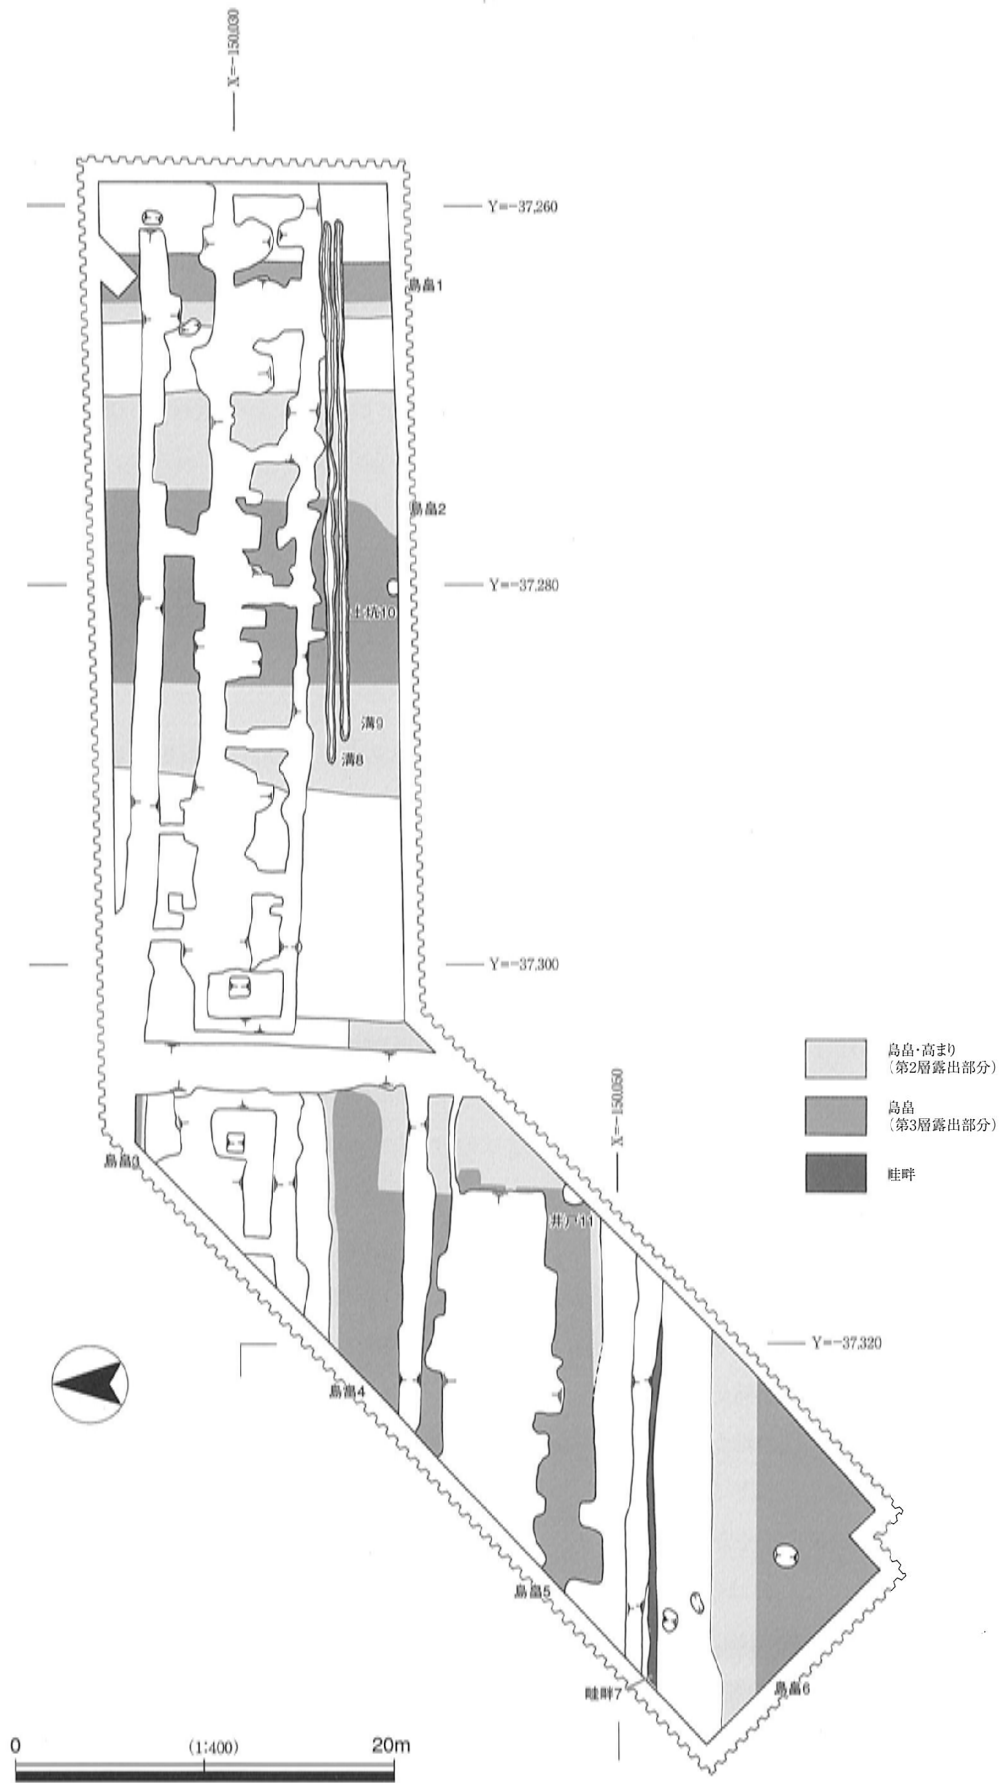 X=-150,030
Y=-37,260
島畠1
島畠2
Y=-37,280
土坑10
溝9
溝8
Y=-37,300
島畠・高まり
(第2層露出部分)
島畠
(第3層露出部分)
畦畔
X=-150,050
島畠3
井戸11
Y=-37,320
島畠4
島畠5
畦畔7
島畠6
0 (1:400) 20m